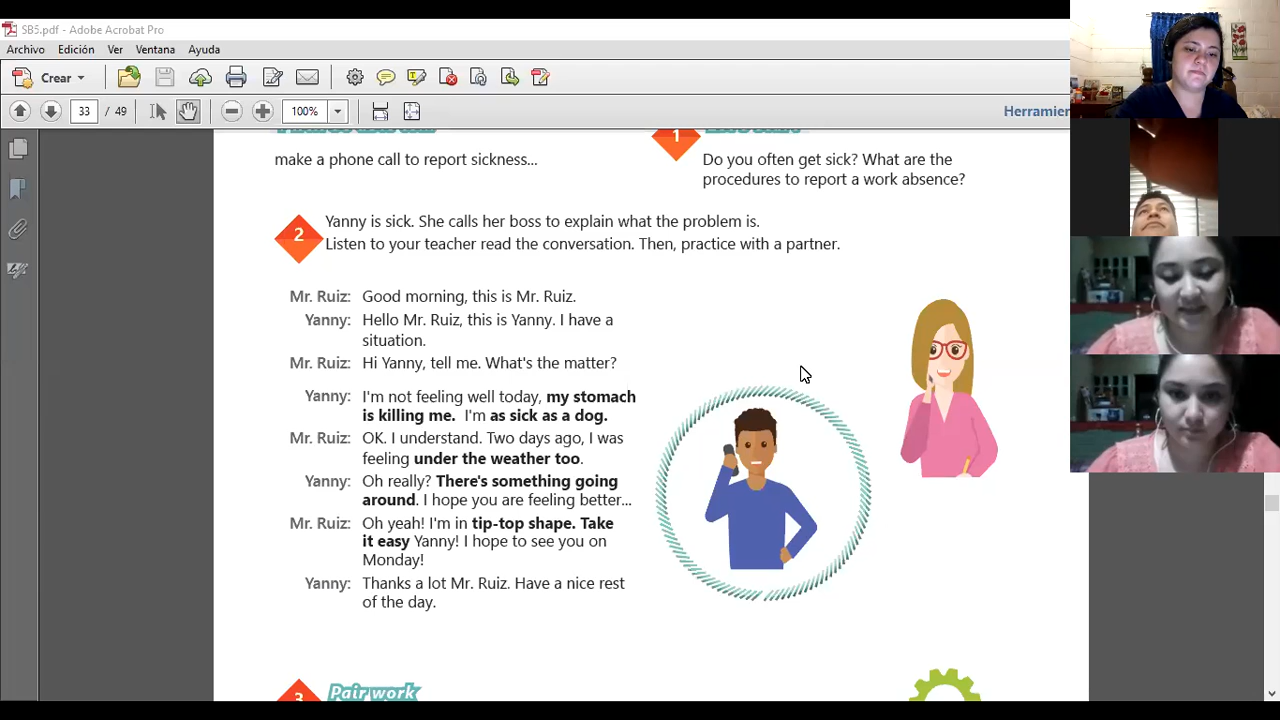 SB5.pdf - Adobe Acrobat Pro
Archivo Edición Ver Ventana Ayuda
Crear
33 / 49
100%
Herramier
make a phone call to report sickness...
1
Do you often get sick? What are the
procedures to report a work absence?
2
Yanny is sick. She calls her boss to explain what the problem is.
Listen to your teacher read the conversation. Then, practice with a partner.
Mr. Ruiz: Good morning, this is Mr. Ruiz.
Yanny: Hello Mr. Ruiz, this is Yanny. I have a
situation.
Mr. Ruiz: Hi Yanny, tell me. What's the matter?
Yanny: I'm not feeling well today, my stomach
is killing me. I'm as sick as a dog.
Mr. Ruiz: OK. I understand. Two days ago, I was
feeling under the weather too.
Yanny: Oh really? There's something going
around. I hope you are feeling better...
Mr. Ruiz: Oh yeah! I'm in tip-top shape. Take
it easy Yanny! I hope to see you on
Monday!
Yanny: Thanks a lot Mr. Ruiz. Have a nice rest
of the day.
3
Pair work